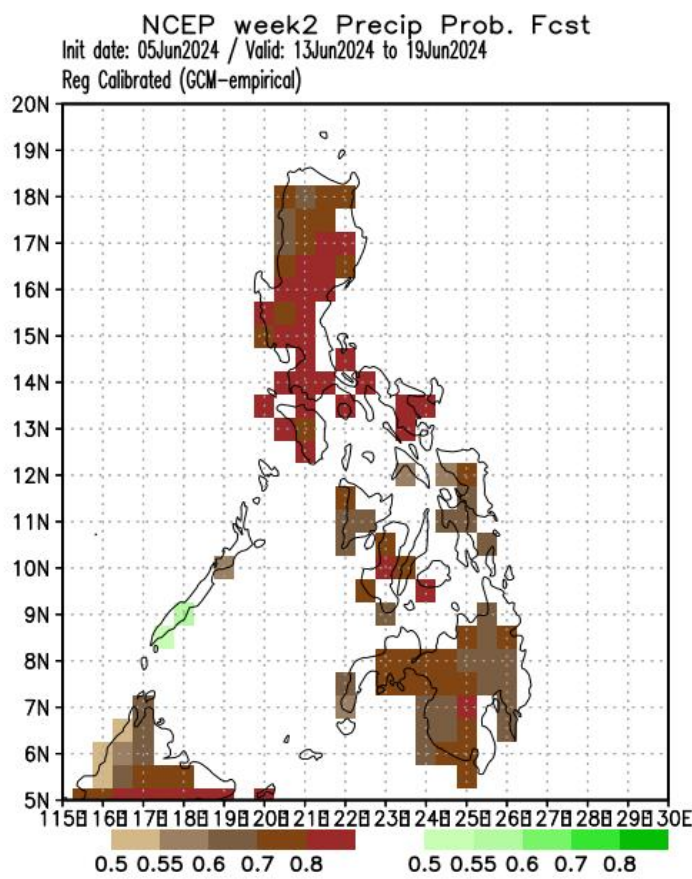 NCEP week2 Precip Prob. Fcst
Init date: 05Jun2024 / Valid: 13Jun2024 to 19Jun2024
Reg Calibrated (GCM-empirical)
20N
19N
18N
17N
16N
15N
14N
13N
12N
11N
10N
9N
8N
7N
6N
5N
115E 116E 117E 118E 119E 120E 121E 122E 123E 124E 125E 126E 127E 128E 129E 130E
0.5 0.55 0.6 0.7 0.8 0.5 0.55 0.6 0.7 0.8